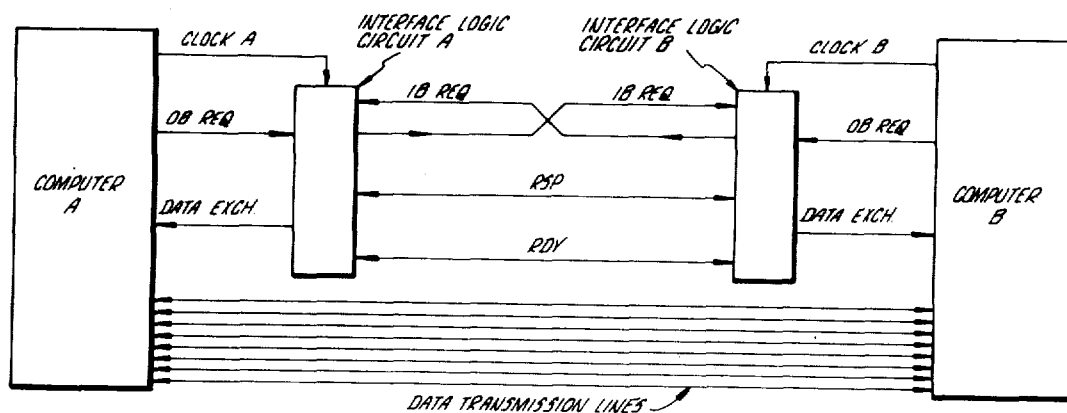 INTERFACE LOGIC
CIRCUIT A
INTERFACE LOGIC
CIRCUIT B
CLOCK A
CLOCK B
IB REQ
IB REQ
OB REQ
OB REQ
COMPUTER
A
RSP
COMPUTER
B
DATA EXCH.
DATA EXCH.
RDY
DATA TRANSMISSION LINES